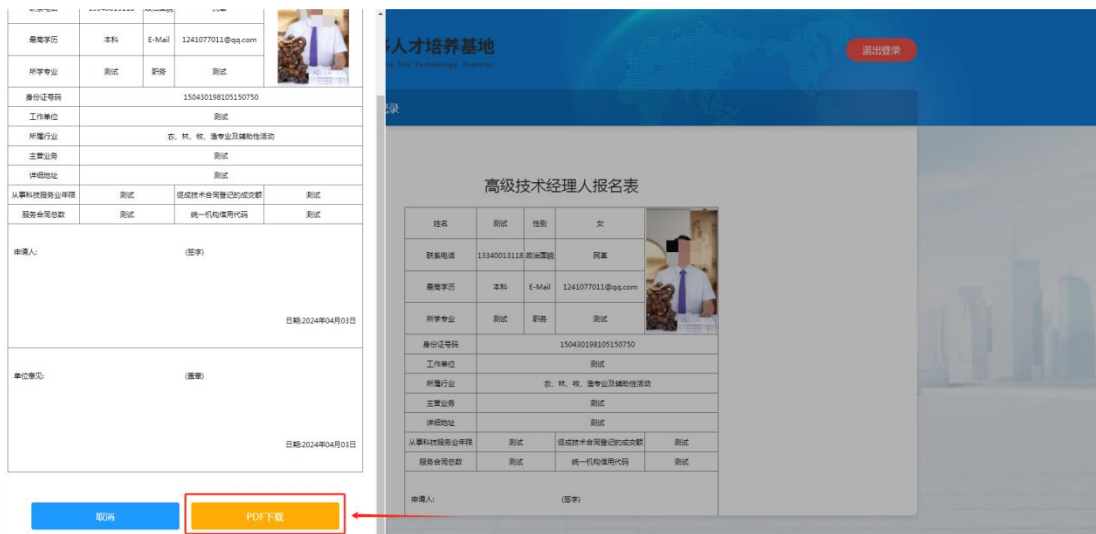 最高学历 本科 E-Mail 1241077011@qq.com
所学专业 测试 职务 测试
身份证号码 150430198105150750
工作单位 测试
所属行业 农、林、牧、渔专业及辅助性活动
主营业务 测试
详细地址 测试
从事科技服务业年限 测试 促成技术合同登记的成交额 测试
服务合同总数 测试 统一机构信用代码 测试
申请人: (签字)
日期:2024年04月03日
单位意见: (盖章)
日期:2024年04月03日
取消 PDF下载
人才培养基地
For Technology Transfer
退出登录
录
高级技术经理人报名表
姓名 测试 性别 女
联系电话 13340013118 政治面貌 民革
最高学历 本科 E-Mail 1241077011@qq.com
所学专业 测试 职务 测试
身份证号码 150430198105150750
工作单位 测试
所属行业 农、林、牧、渔专业及辅助性活动
主营业务 测试
详细地址 测试
从事科技服务业年限 测试 促成技术合同登记的成交额 测试
服务合同总数 测试 统一机构信用代码 测试
申请人: (签字)